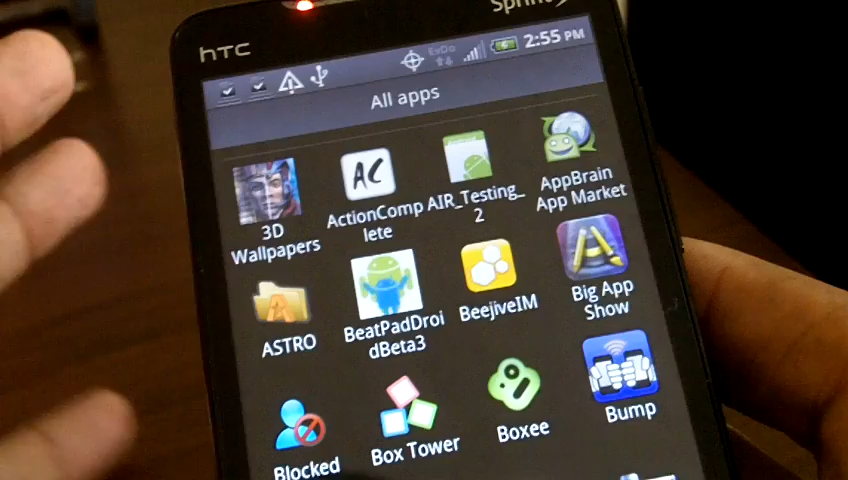 hTC
Sprint
EvDo
2:55 PM
All apps
3D
Wallpapers
AC
ActionComp
lete
AIR_Testing_
2
AppBrain
App Market
ASTRO
BeatPadDroi
dBeta3
BeejiveIM
Big App
Show
Blocked
Box Tower
Boxee
Bump